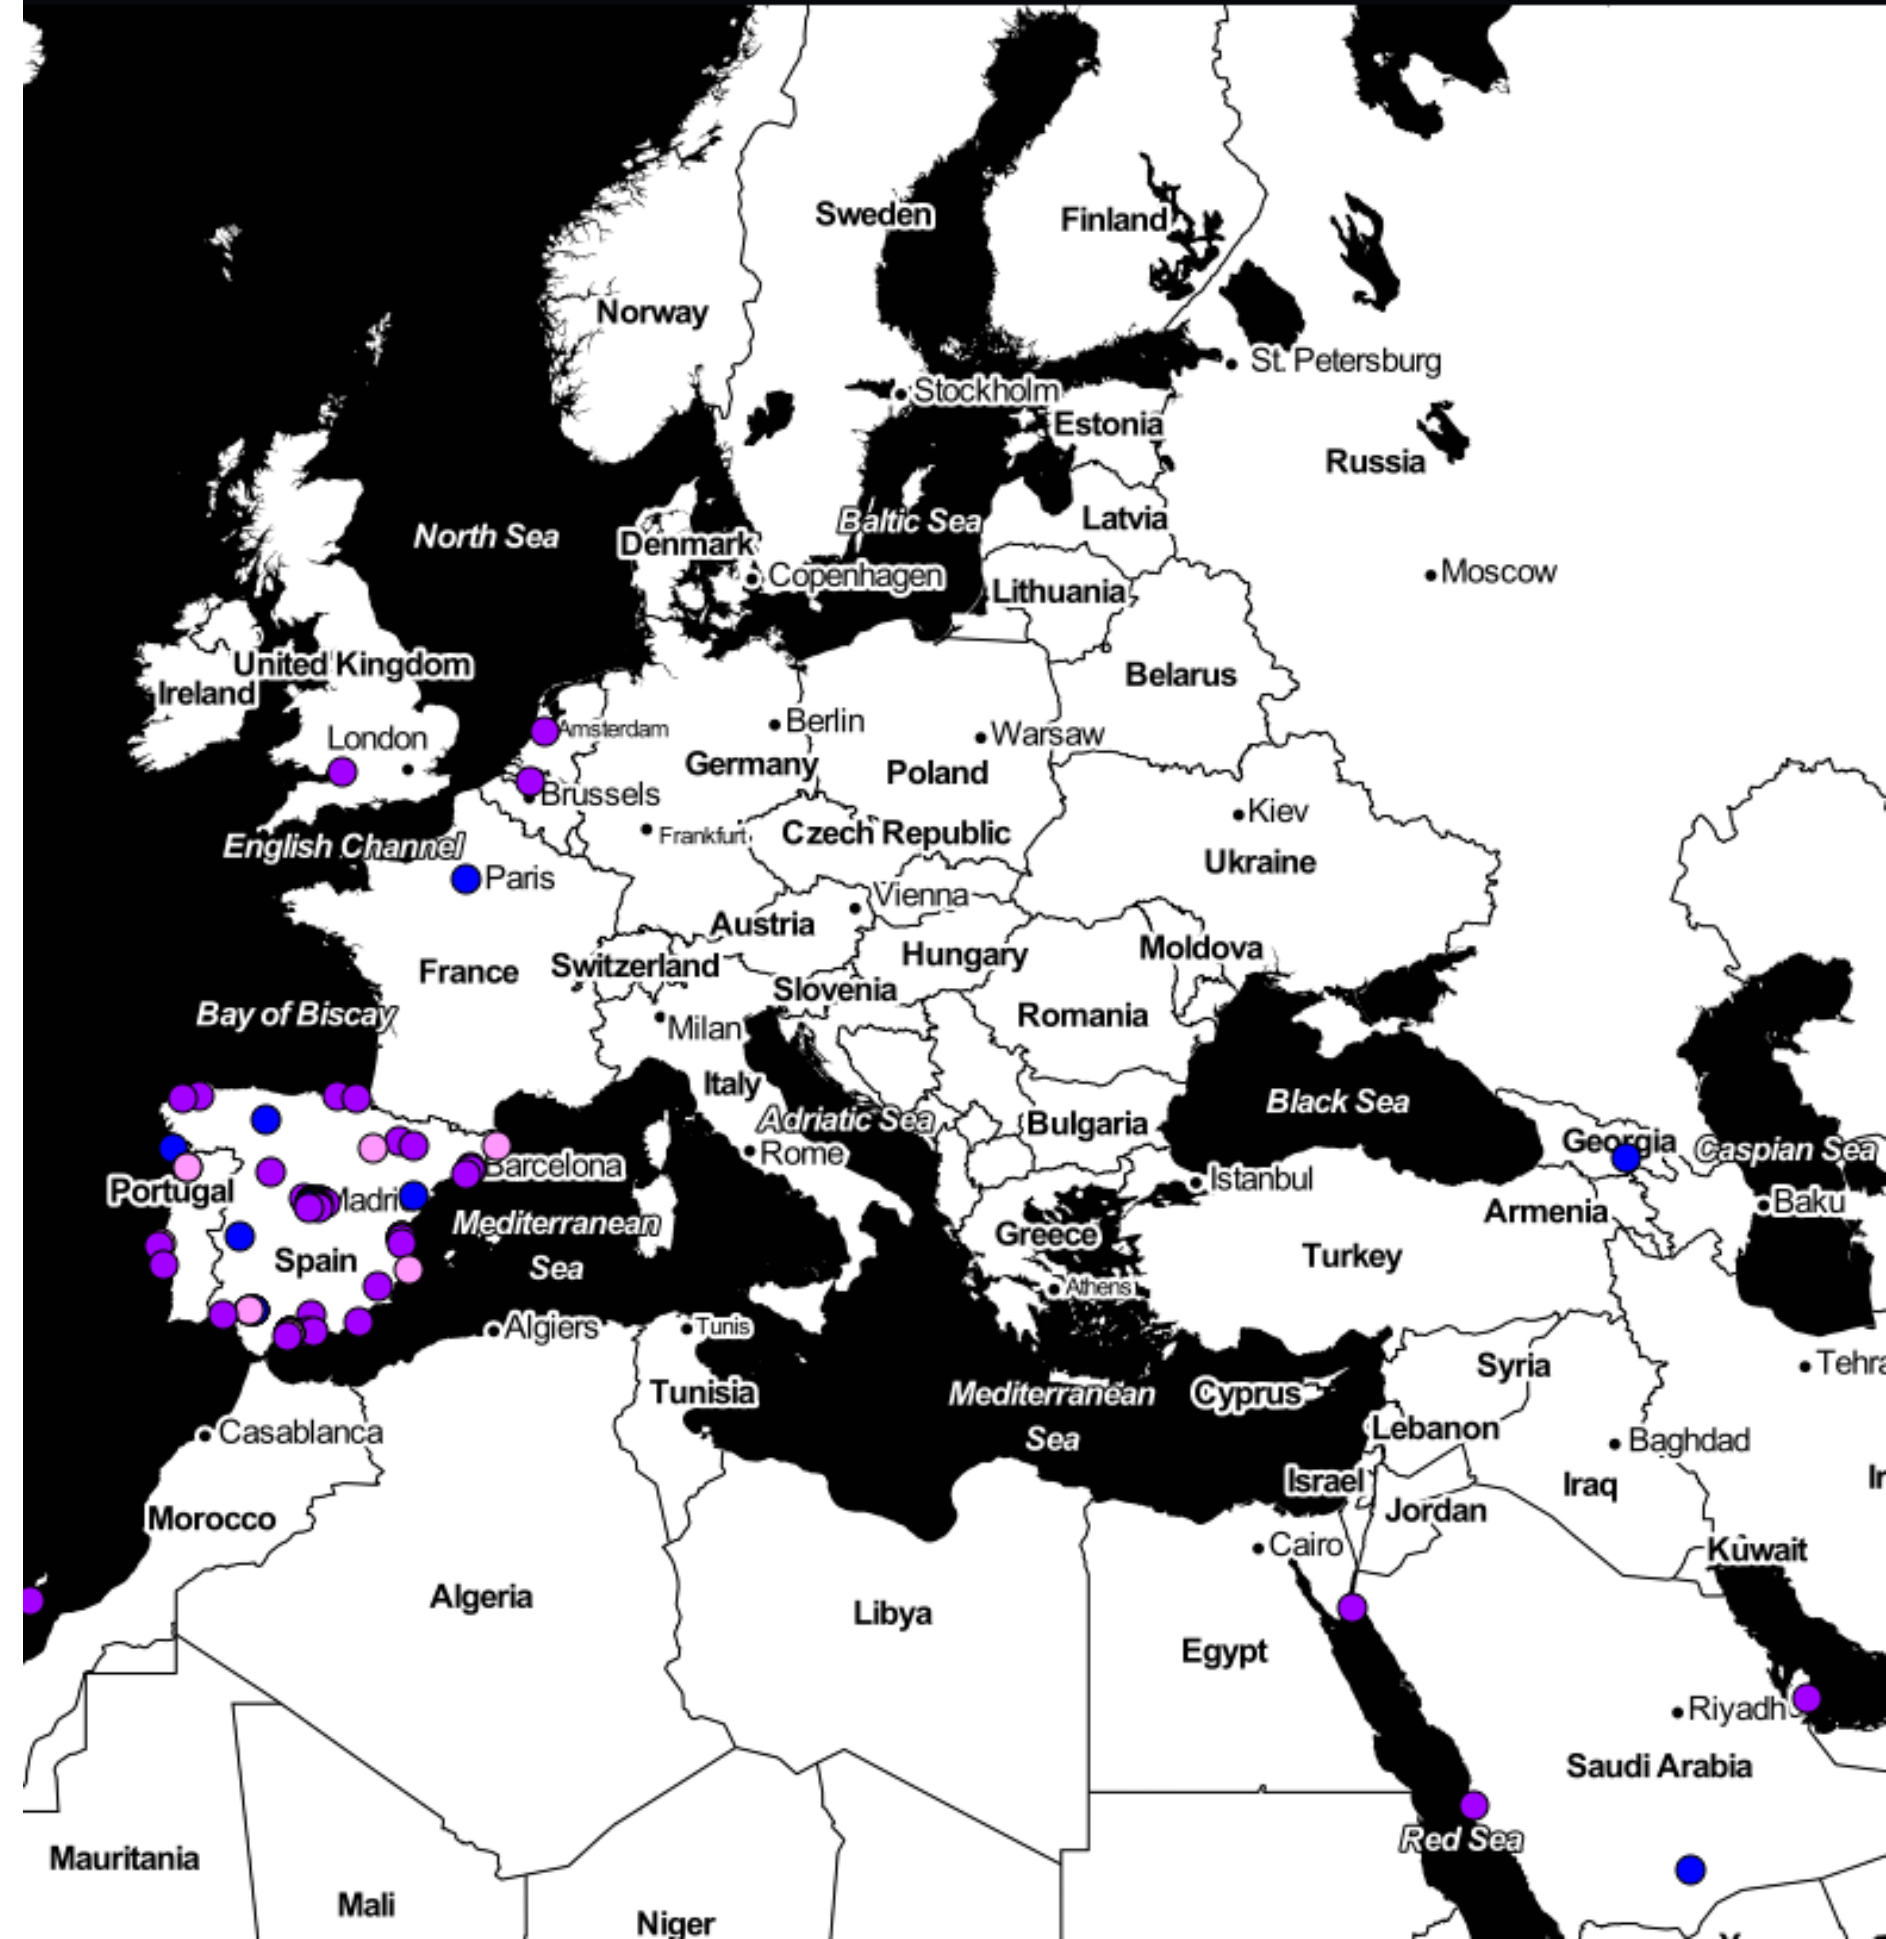 Sweden
Finland
Norway
St. Petersburg
Stockholm
Estonia
Russia
North Sea
Baltic Sea
Latvia
Denmark
Moscow
Copenhagen
Lithuania
United Kingdom
Belarus
Ireland
Berlin
Amsterdam
Warsaw
London
Germany
Poland
Brussels
Kiev
Frankfurt
Czech Republic
English Channel
Ukraine
Paris
Vienna
Austria
Moldova
Hungary
Switzerland
France
Slovenia
Bay of Biscay
Romania
Milan
Italy
Black Sea
Adriatic Sea
Bulgaria
Georgia
Caspian Sea
Rome
Barcelona
Istanbul
Portugal
Madri
Baku
Armenia
Mediterranean
Sea
Greece
Turkey
Spain
Athens
Algiers
Tunis
Syria
Tehra
Tunisia
Mediterranean
Sea
Cyprus
Lebanon
Casablanca
Baghdad
Israel
Iraq
Ir
Jordan
Morocco
Cairo
Kuwait
Algeria
Libya
Egypt
Riyadh
Saudi Arabia
Red Sea
Mauritania
Mali
Niger